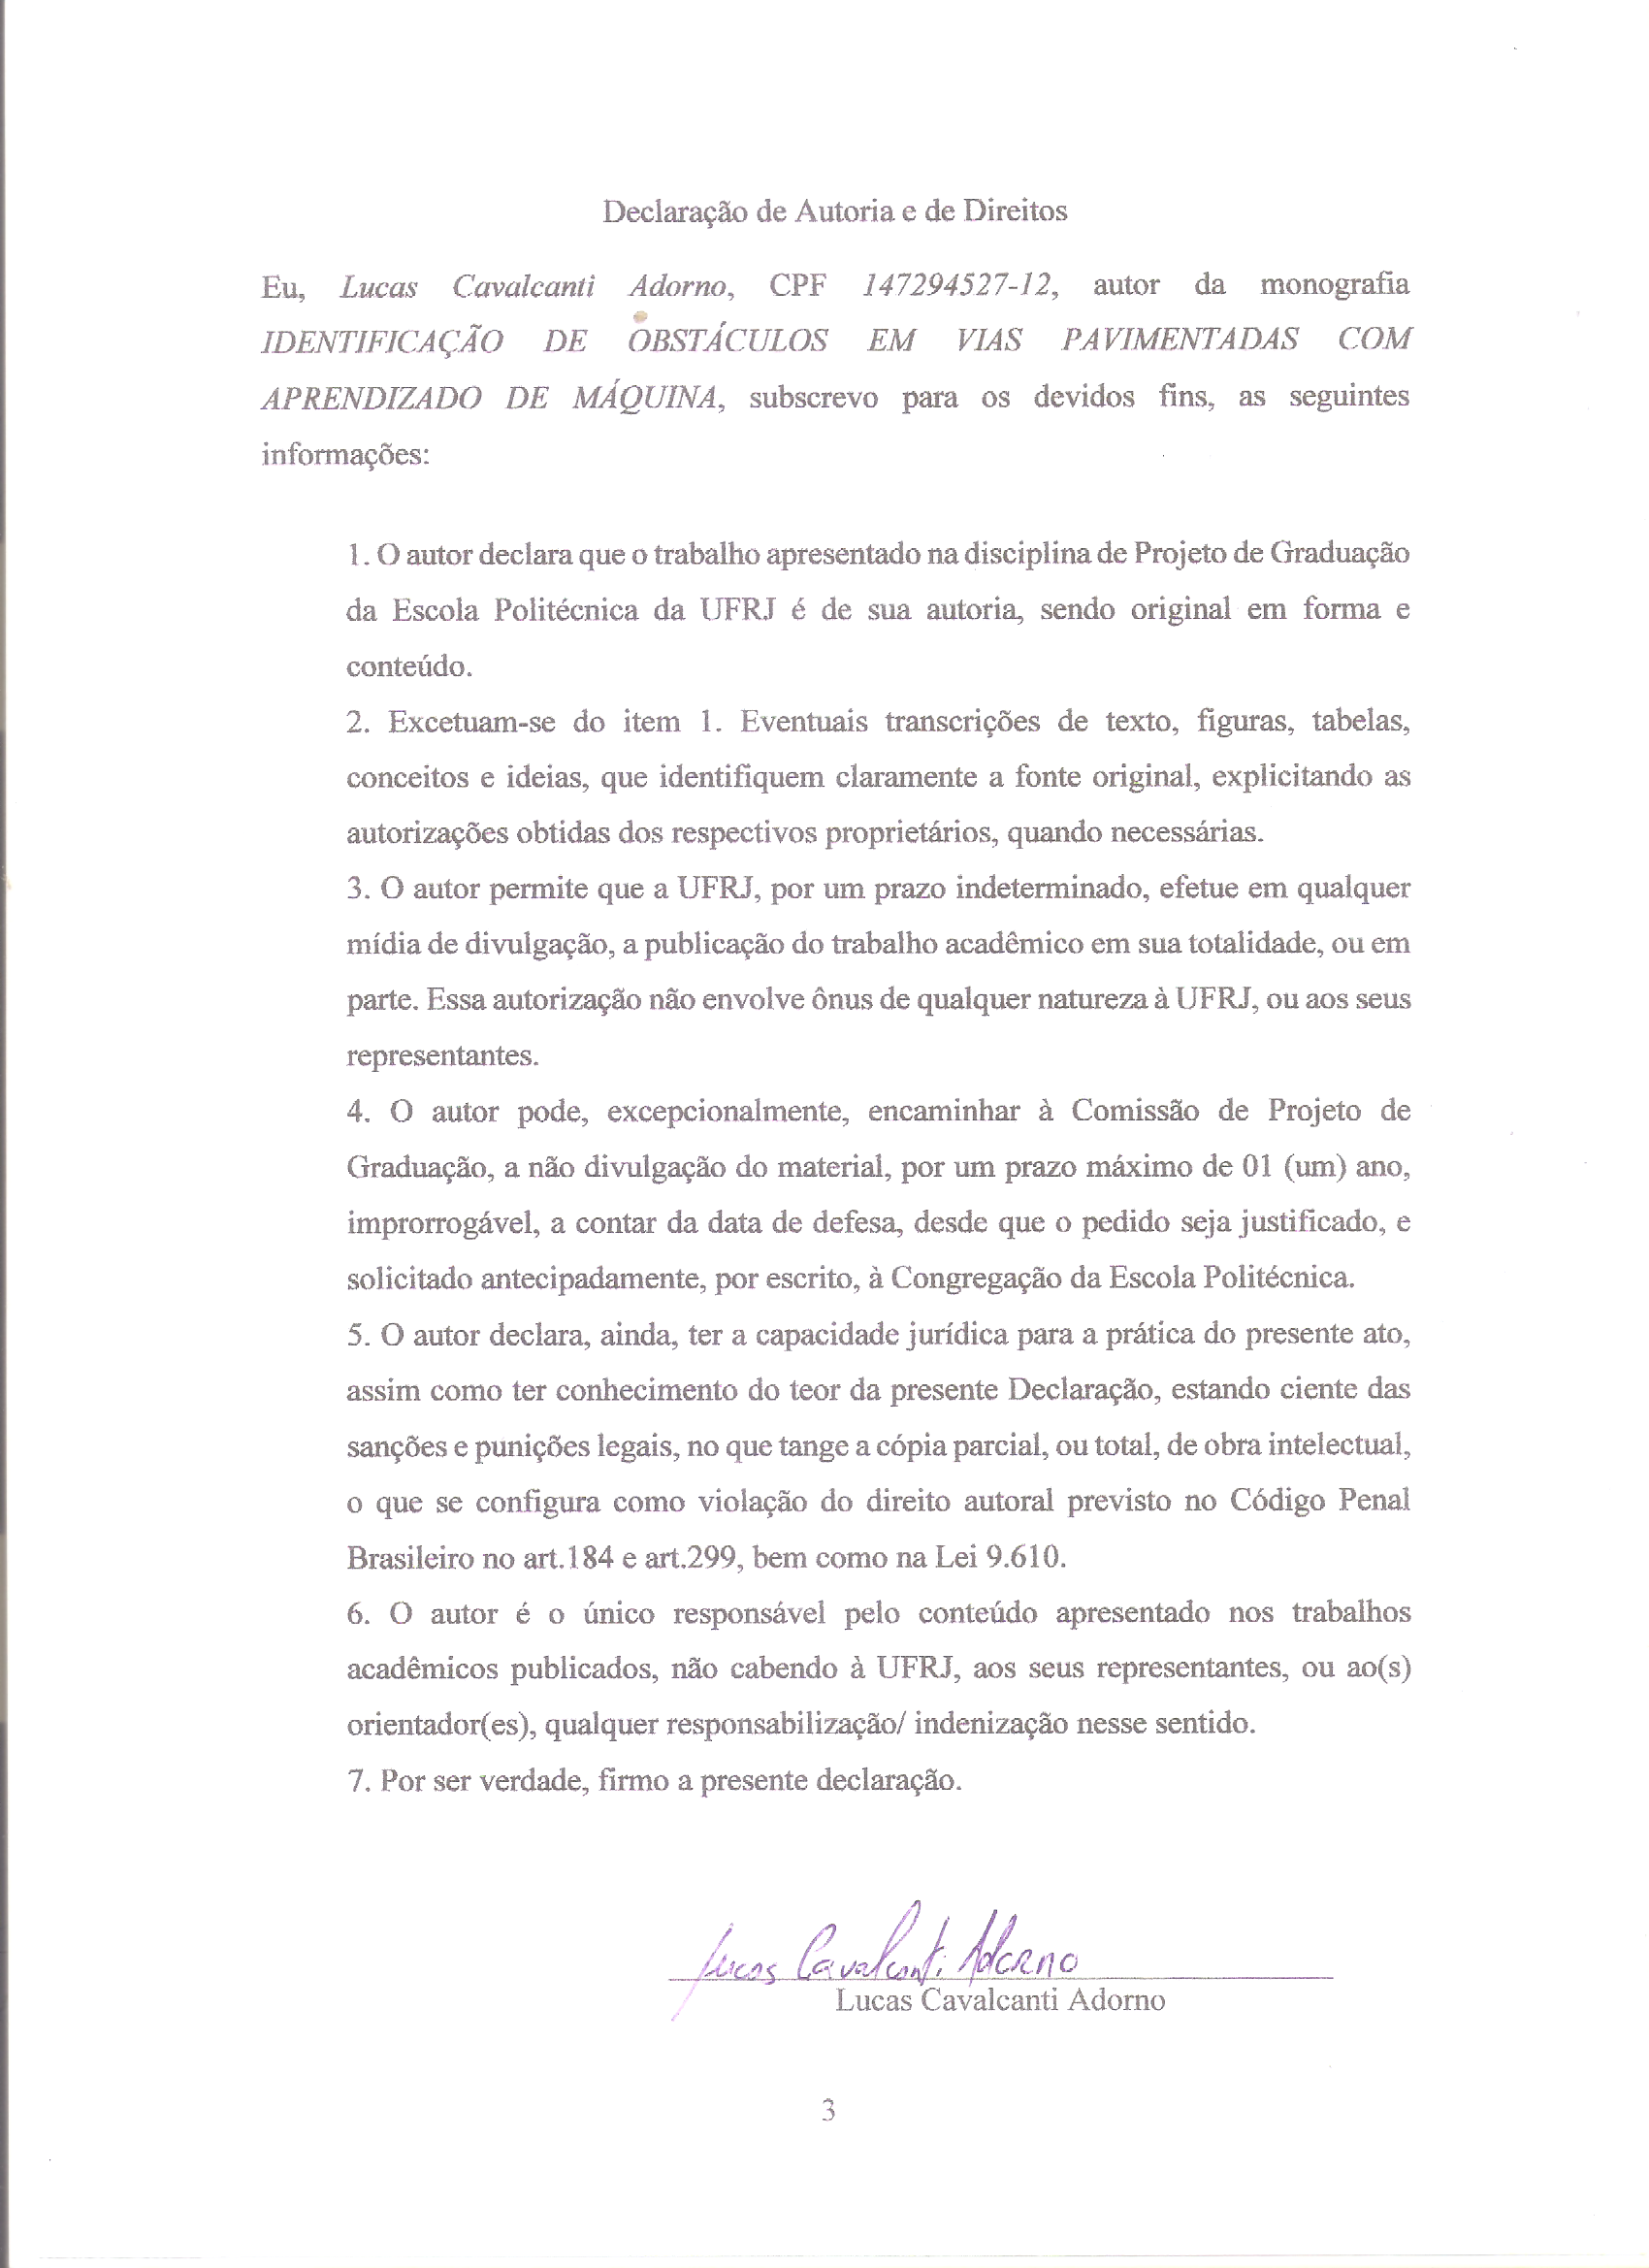 Declaração de Autoria e de Direitos
Eu, Lucas Cavalcanti Adorno, CPF 147294527-12, autor da monografia
IDENTIFICAÇÃO DE OBSTÁCULOS EM VIAS PAVIMENTADAS COM
APRENDIZADO DE MÁQUINA, subscrevo para os devidos fins, as seguintes
informações:
1. O autor declara que o trabalho apresentado na disciplina de Projeto de Graduação
da Escola Politécnica da UFRJ é de sua autoria, sendo original em forma e
conteúdo.
2. Excetuam-se do item 1. Eventuais transcrições de texto, figuras, tabelas,
conceitos e ideias, que identifiquem claramente a fonte original, explicitando as
autorizações obtidas dos respectivos proprietários, quando necessárias.
3. O autor permite que a UFRJ, por um prazo indeterminado, efetue em qualquer
mídia de divulgação, a publicação do trabalho acadêmico em sua totalidade, ou em
parte. Essa autorização não envolve ônus de qualquer natureza à UFRJ, ou aos seus
representantes.
4. O autor pode, excepcionalmente, encaminhar à Comissão de Projeto de
Graduação, a não divulgação do material, por um prazo máximo de 01 (um) ano,
improrrogável, a contar da data de defesa, desde que o pedido seja justificado, e
solicitado antecipadamente, por escrito, à Congregação da Escola Politécnica.
5. O autor declara, ainda, ter a capacidade jurídica para a prática do presente ato,
assim como ter conhecimento do teor da presente Declaração, estando ciente das
sanções e punições legais, no que tange a cópia parcial, ou total, de obra intelectual,
o que se configura como violação do direito autoral previsto no Código Penal
Brasileiro no art.184 e art.299, bem como na Lei 9.610.
6. O autor é o único responsável pelo conteúdo apresentado nos trabalhos
acadêmicos publicados, não cabendo à UFRJ, aos seus representantes, ou ao(s)
orientador(es), qualquer responsabilização/ indenização nesse sentido.
7. Por ser verdade, firmo a presente declaração.
Lucas Cavalcanti Adorno
Lucas Cavalcanti Adorno
3